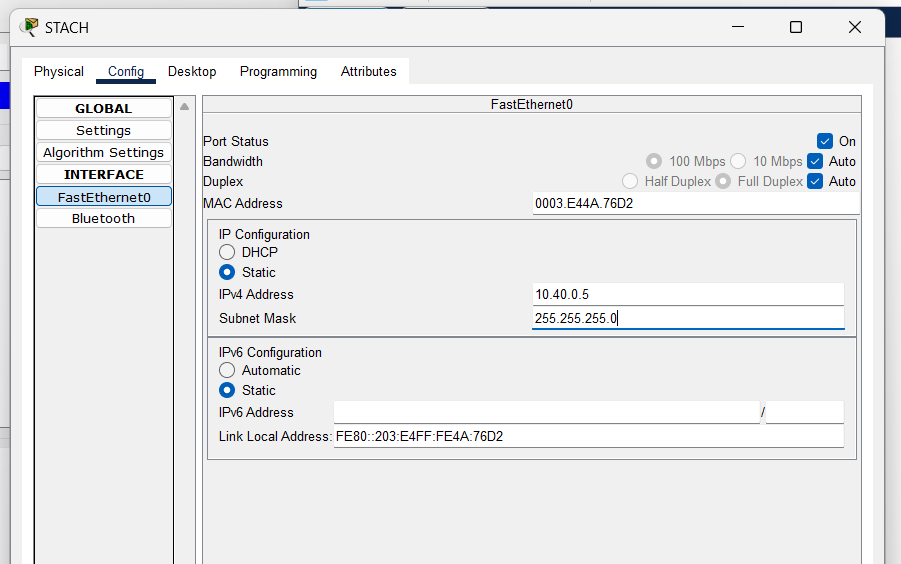 STACH
Physical Config Desktop Programming Attributes
GLOBAL
Settings
Algorithm Settings
INTERFACE
FastEthernet0
Bluetooth
FastEthernet0
Port Status On
Bandwidth 100 Mbps 10 Mbps Auto
Duplex Half Duplex Full Duplex Auto
MAC Address 0003.E44A.76D2
IP Configuration
DHCP
Static
IPv4 Address 10.40.0.5
Subnet Mask 255.255.255.0
IPv6 Configuration
Automatic
Static
IPv6 Address /
Link Local Address: FE80::203:E4FF:FE4A:76D2